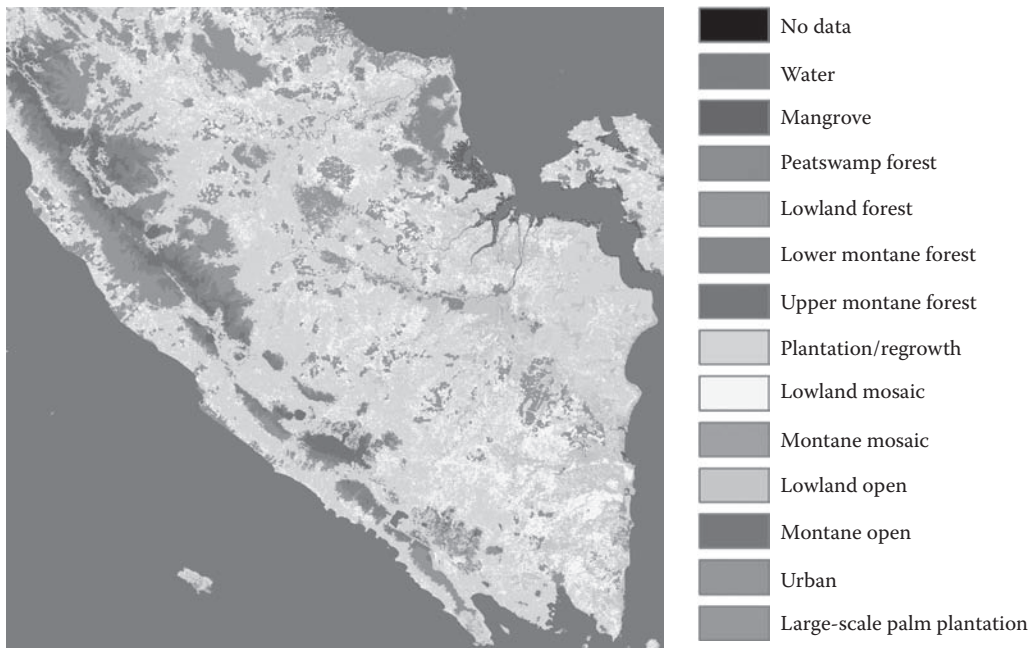 No data
Water
Mangrove
Peatswamp forest
Lowland forest
Lower montane forest
Upper montane forest
Plantation/regrowth
Lowland mosaic
Montane mosaic
Lowland open
Montane open
Urban
Large-scale palm plantation